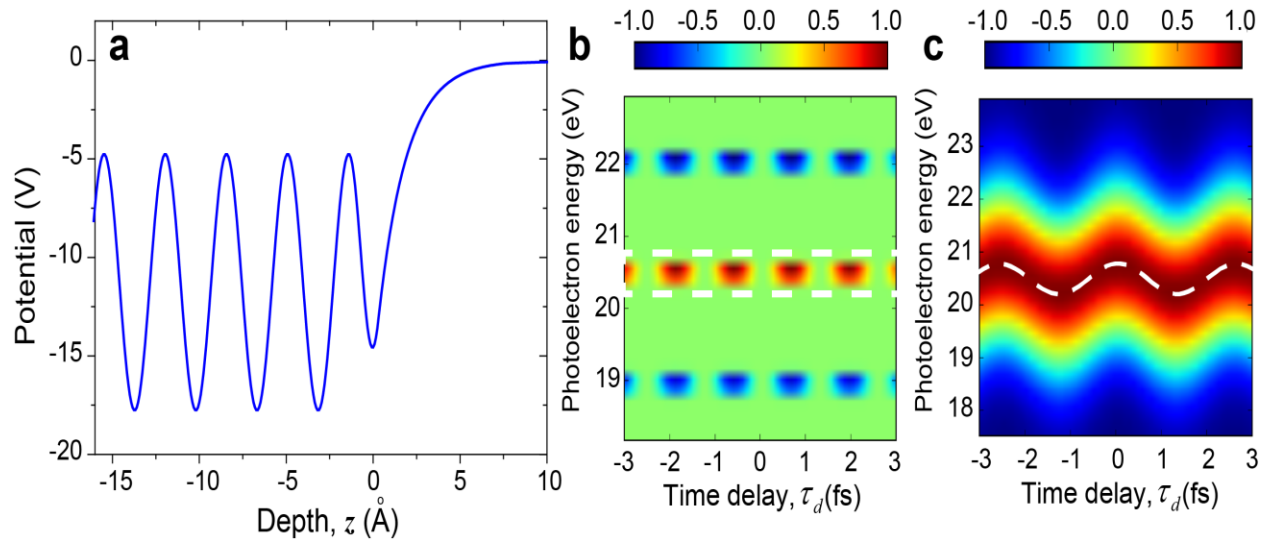 a
0
-5
-10
-15
-20
Potential (V)
-15 -10 -5 0 5 10
Depth, z (Å)
-1.0 -0.5 0.0 0.5 1.0
b
22
21
20
19
Photoelectron energy (eV)
-3 -2 -1 0 1 2 3
Time delay, τd(fs)
-1.0 -0.5 0.0 0.5 1.0
c
23
22
21
20
19
18
Photoelectron energy (eV)
-3 -2 -1 0 1 2 3
Time delay, τd(fs)